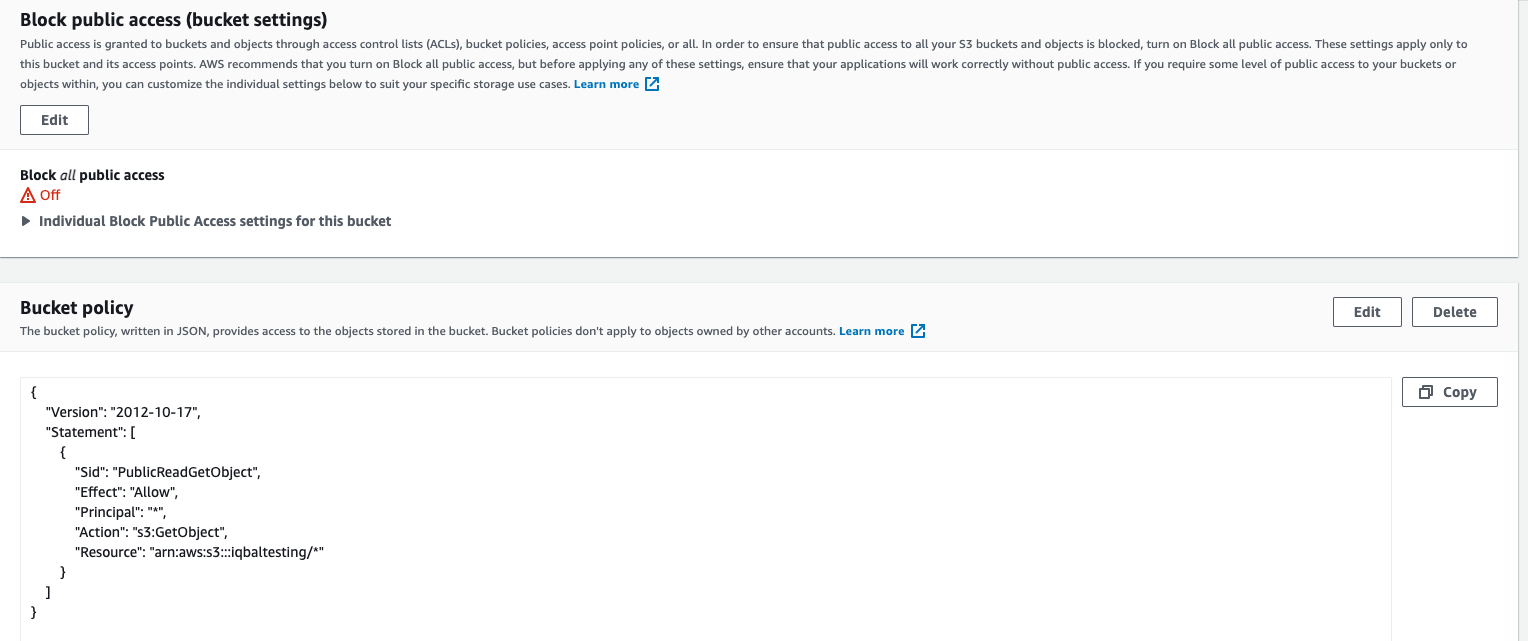 Block public access (bucket settings)
Public access is granted to buckets and objects through access control lists (ACLs), bucket policies, access point policies, or all. In order to ensure that public access to all your S3 buckets and objects is blocked, turn on Block all public access. These settings apply only to
this bucket and its access points. AWS recommends that you turn on Block all public access, but before applying any of these settings, ensure that your applications will work correctly without public access. If you require some level of public access to your buckets or
objects within, you can customize the individual settings below to suit your specific storage use cases. Learn more
Edit
Block all public access
Off
Individual Block Public Access settings for this bucket
Bucket policy
Edit
Delete
The bucket policy, written in JSON, provides access to the objects stored in the bucket. Bucket policies don't apply to objects owned by other accounts. Learn more
Copy
{
    "Version": "2012-10-17",
    "Statement": [
        {
            "Sid": "PublicReadGetObject",
            "Effect": "Allow",
            "Principal": "*",
            "Action": "s3:GetObject",
            "Resource": "arn:aws:s3:::iqbaltesting/*"
        }
    ]
}